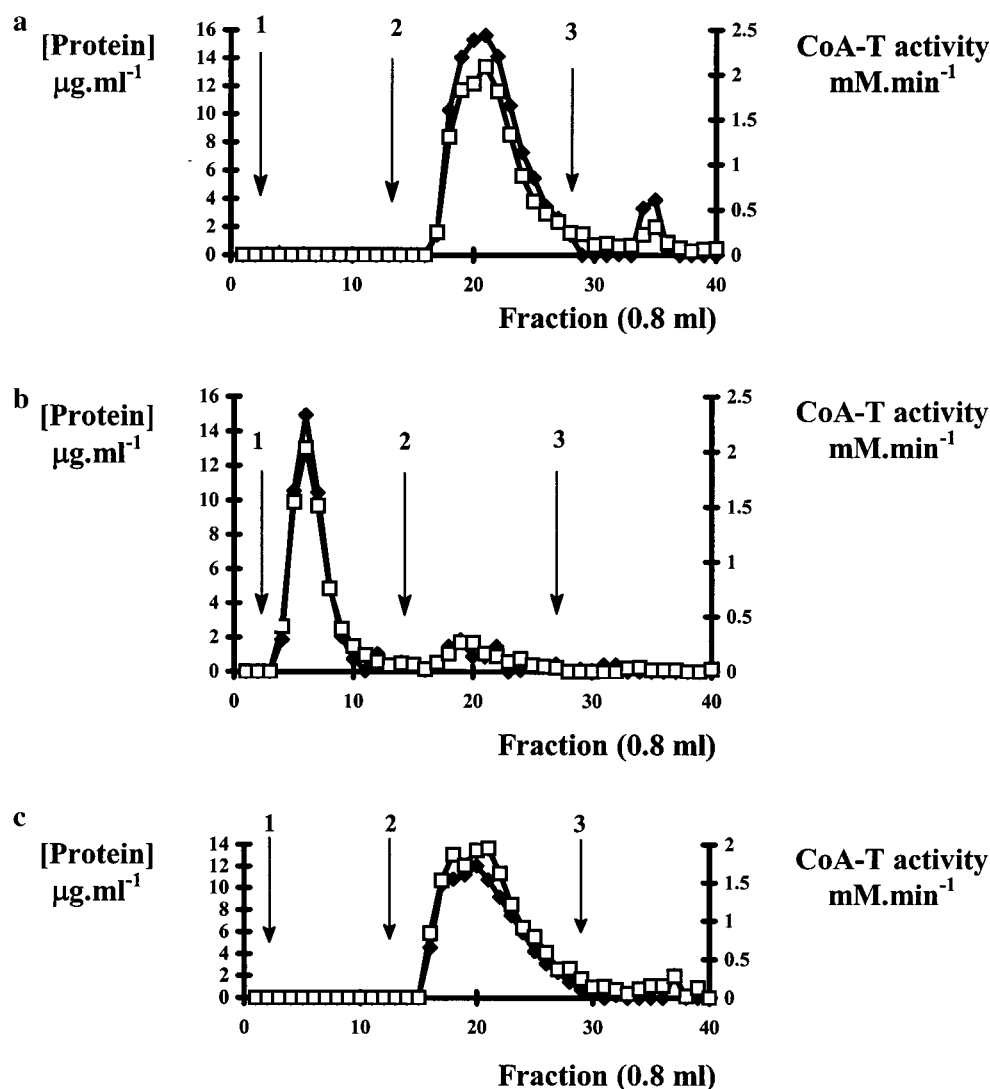 a
[Protein]
µg.ml⁻¹
CoA-T activity
mM.min⁻¹
1 2 3
16 2.5
14
12 2
10 1.5
8
6 1
4 0.5
2
0 0
0 10 20 30 40
Fraction (0.8 ml)
b
[Protein]
µg.ml⁻¹
CoA-T activity
mM.min⁻¹
1 2 3
16 2.5
14
12 2
10 1.5
8
6 1
4 0.5
2
0 0
0 10 20 30 40
Fraction (0.8 ml)
c
[Protein]
µg.ml⁻¹
CoA-T activity
mM.min⁻¹
1 2 3
14 2
12
10 1.5
8
6 1
4 0.5
2
0 0
0 10 20 30 40
Fraction (0.8 ml)